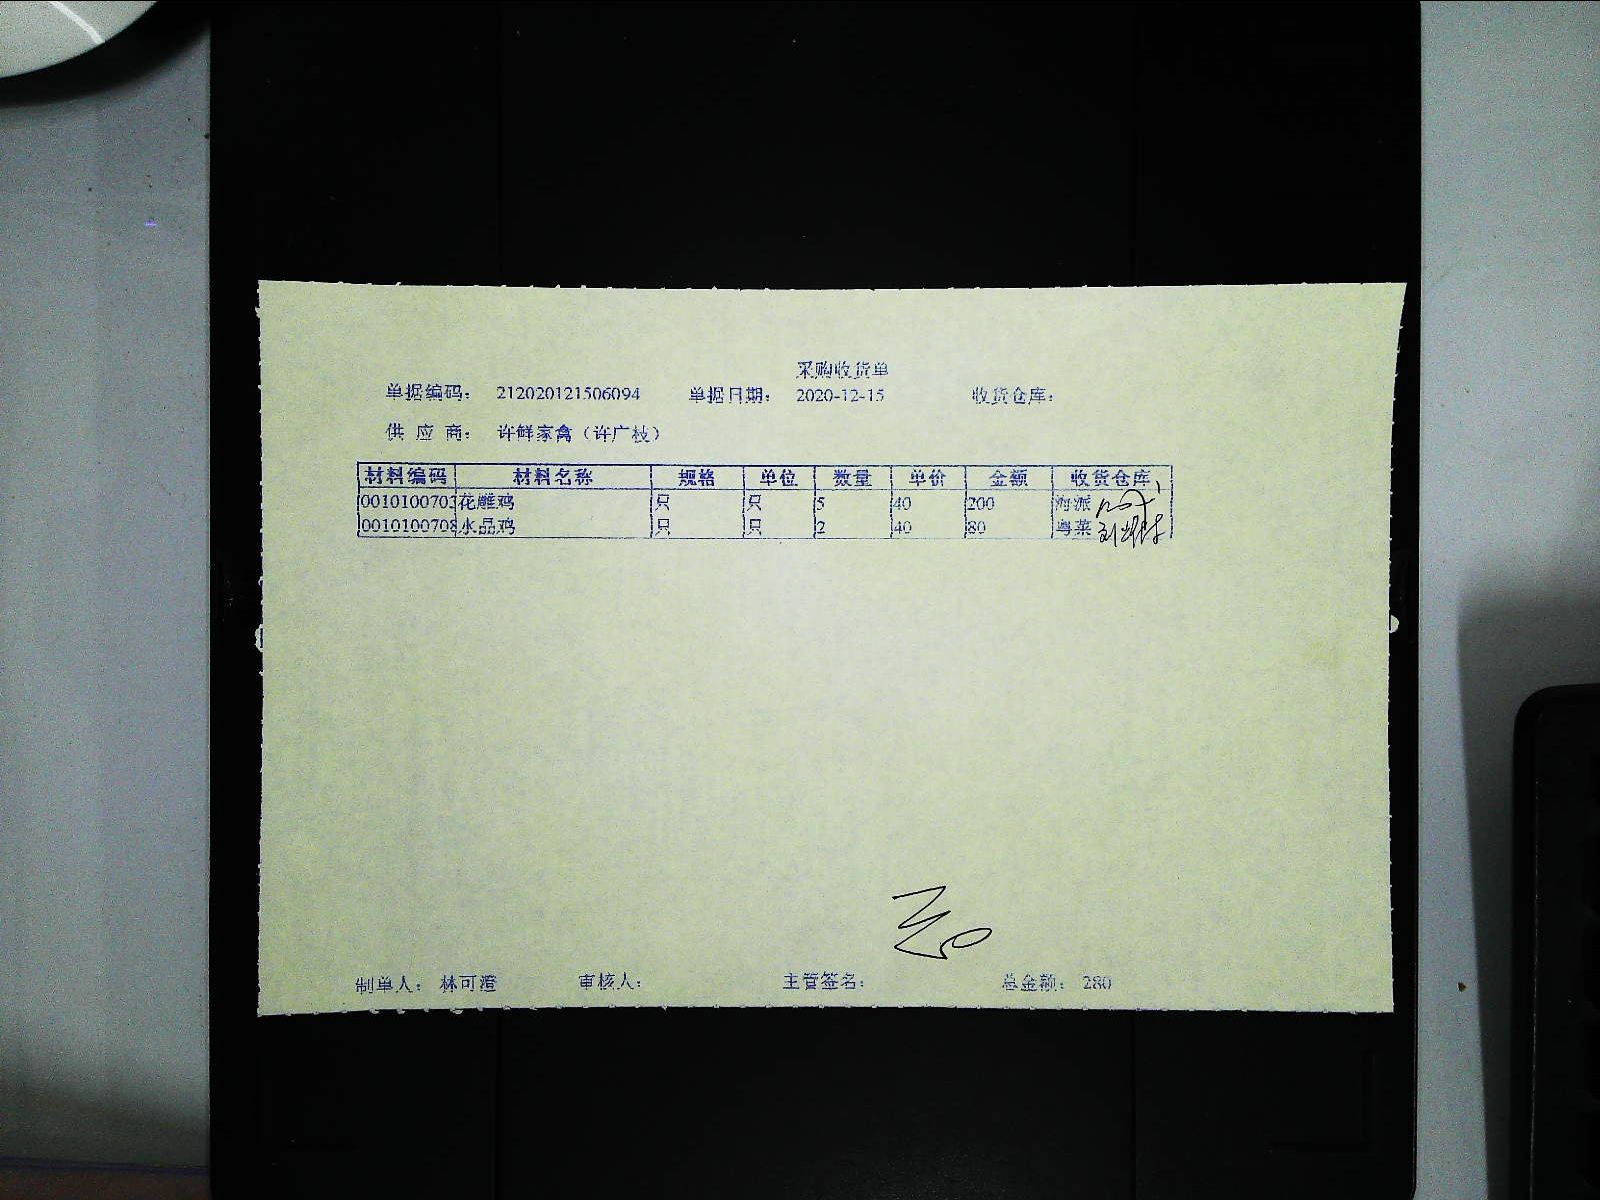 采购收货单
单据编码： 212020121506094 单据日期： 2020-12-15 收货仓库：
供 应 商： 许鲜家禽（许广枝）
材料编码 材料名称 规格 单位 数量 单价 金额 收货仓库
0010100703 花雕鸡 只 只 5 40 200 海派
0010100708 水晶鸡 只 只 2 40 80 粤菜
制单人： 林可澄 审核人： 主管签名： 总金额： 280